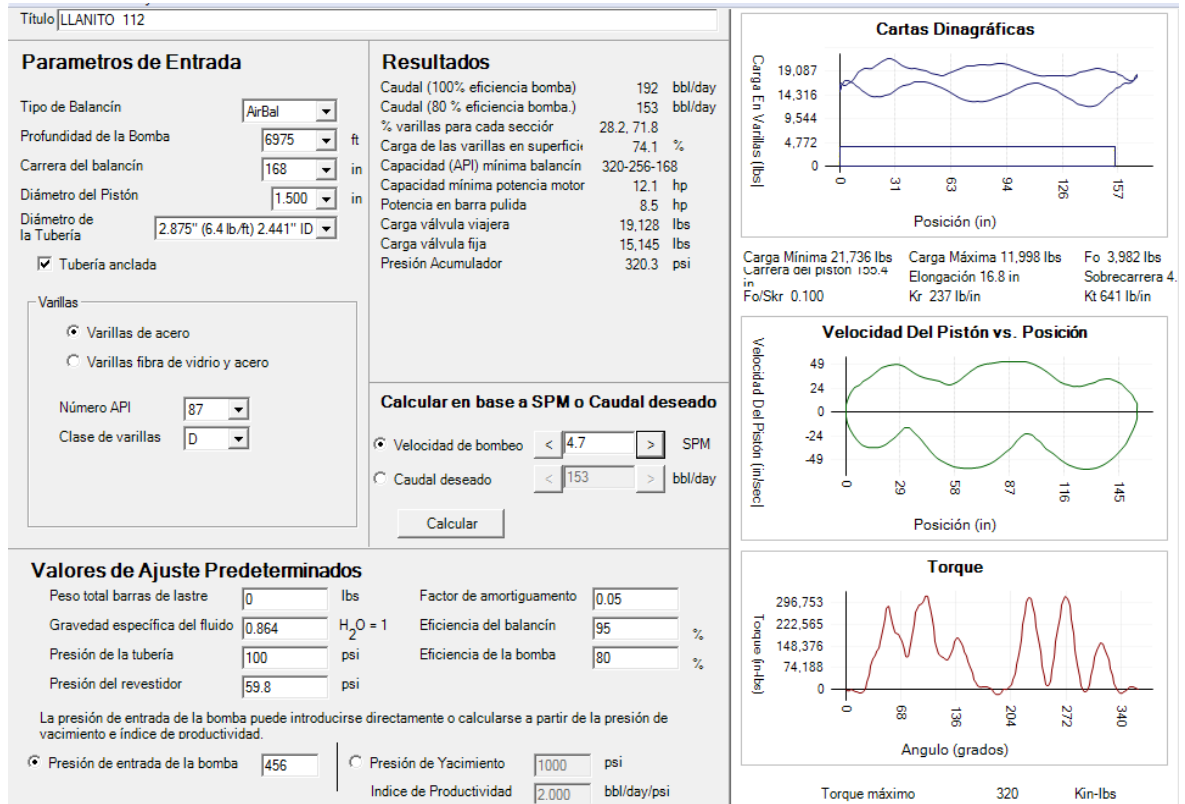 Título LLANITO 112
Parametros de Entrada
Tipo de Balancín AirBal
Profundidad de la Bomba 6975 ft
Carrera del balancín 168 in
Diámetro del Pistón 1.500 in
Diámetro de
la Tubería 2.875" (6.4 lb/ft) 2.441" ID
Tubería anclada
Varillas
Varillas de acero
Varillas fibra de vidrio y acero
Número API 87
Clase de varillas D
Resultados
Caudal (100% eficiencia bomba) 192 bbl/day
Caudal (80 % eficiencia bomba.) 153 bbl/day
% varillas para cada secciór 28.2, 71.8
Carga de las varillas en superficie 74.1 %
Capacidad (API) mínima balancín 320-256-168
Capacidad mínima potencia motor 12.1 hp
Potencia en barra pulida 8.5 hp
Carga válvula viajera 19,128 lbs
Carga válvula fija 15,145 lbs
Presión Acumulador 320.3 psi
Calcular en base a SPM o Caudal deseado
Velocidad de bombeo < 4.7 > SPM
Caudal deseado < 153 > bbl/day
Calcular
Valores de Ajuste Predeterminados
Peso total barras de lastre 0 lbs
Gravedad específica del fluido 0.864 H2O = 1
Presión de la tubería 100 psi
Presión del revestidor 59.8 psi
Factor de amortiguamento 0.05
Eficiencia del balancín 95 %
Eficiencia de la bomba 80 %
La presión de entrada de la bomba puede introducirse directamente o calcularse a partir de la presión de
yacimiento e índice de productividad.
Presión de entrada de la bomba 456
Presión de Yacimiento 1000 psi
Indice de Productividad 2.000 bbl/day/psi
Cartas Dinagráficas
Carga En Varillas (lbs)
19,087
14,316
9,544
4,772
0
0 31 63 94 126 157
Posición (in)
Carga Mínima 21,736 lbs Carga Máxima 11,998 lbs Fo 3,982 lbs
Carrera del piston 155.4 in Elongación 16.8 in Sobrecarrera 4.
Fo/Skr 0.100 Kr 237 lb/in Kt 641 lb/in
Velocidad Del Pistón vs. Posición
Velocidad Del Pistón (in/sec)
49
24
0
-24
-49
0 29 58 87 116 145
Posición (in)
Torque
Torque (in-lbs)
296,753
222,565
148,376
74,188
0
0 68 136 204 272 340
Angulo (grados)
Torque máximo 320 Kin-lbs